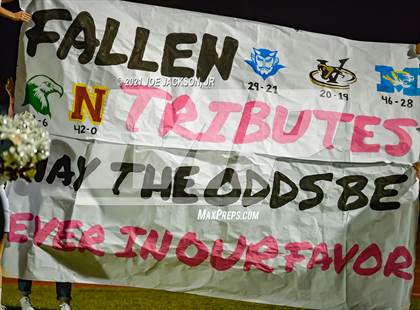 FALLEN
© 2021 JOE JACKSON, JR
29-21
20-19
46-28
-6
N
42-0
TRIBUTES
MAY THE ODDS BE
MAXPREPS.COM
EVER IN OUR FAVOR